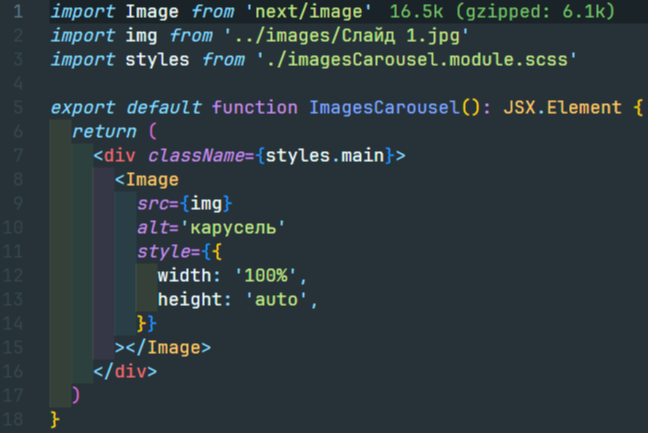 1 import Image from 'next/image' 16.5k (gzipped: 6.1k)
2 import img from '../images/Слайд 1.jpg'
3 import styles from './imagesCarousel.module.scss'
4
5 export default function ImagesCarousel(): JSX.Element {
6 return (
7 <div className={styles.main}>
8 <Image
9 src={img}
10 alt='карусель'
11 style={{
12 width: '100%',
13 height: 'auto',
14 }}
15 ></Image>
16 </div>
17 )
18 }